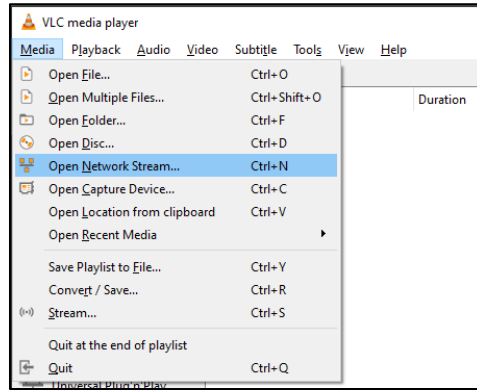 VLC media player
Media Playback Audio Video Subtitle Tools View Help
Open File... Ctrl+O
Open Multiple Files... Ctrl+Shift+O
Duration
Open Folder... Ctrl+F
Open Disc... Ctrl+D
Open Network Stream... Ctrl+N
Open Capture Device... Ctrl+C
Open Location from clipboard Ctrl+V
Open Recent Media
Save Playlist to File... Ctrl+Y
Convert / Save... Ctrl+R
Stream... Ctrl+S
Quit at the end of playlist
Quit Ctrl+Q
Universal Plug'n'Play